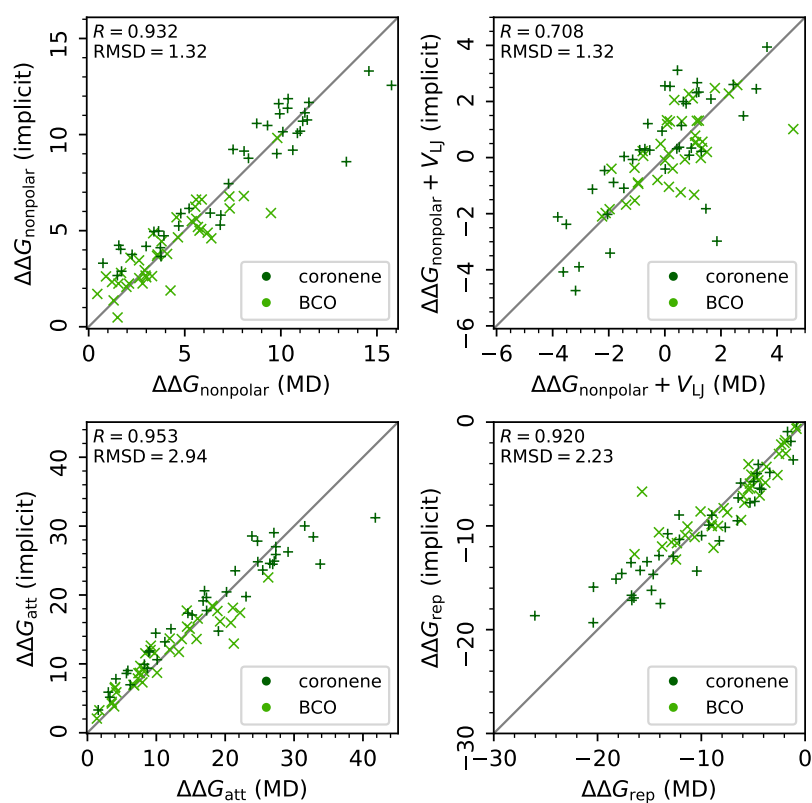 R = 0.932
RMSD = 1.32
ΔΔG_nonpolar (implicit)
15
10
5
0
coronene
BCO
0 5 10 15
ΔΔG_nonpolar (MD)
R = 0.708
RMSD = 1.32
ΔΔG_nonpolar + V_LJ (implicit)
4
2
0
−2
−4
−6
coronene
BCO
−6 −4 −2 0 2 4
ΔΔG_nonpolar + V_LJ (MD)
R = 0.953
RMSD = 2.94
ΔΔG_att (implicit)
40
30
20
10
0
coronene
BCO
0 10 20 30 40
ΔΔG_att (MD)
R = 0.920
RMSD = 2.23
ΔΔG_rep (implicit)
0
−10
−20
−30
coronene
BCO
−30 −20 −10 0
ΔΔG_rep (MD)